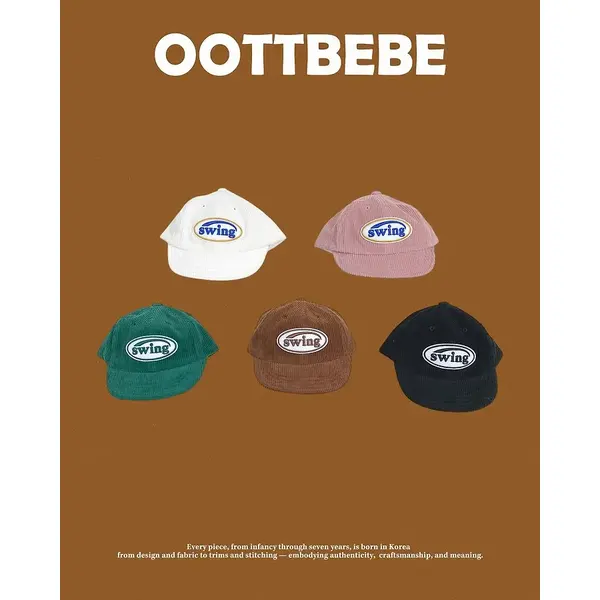 OOTTBEBE
swing
swing
swing
swing
swing
Every piece, from infancy through seven years, is born in Korea
from design and fabric to trims and stitching — embodying authenticity, craftsmanship, and meaning.